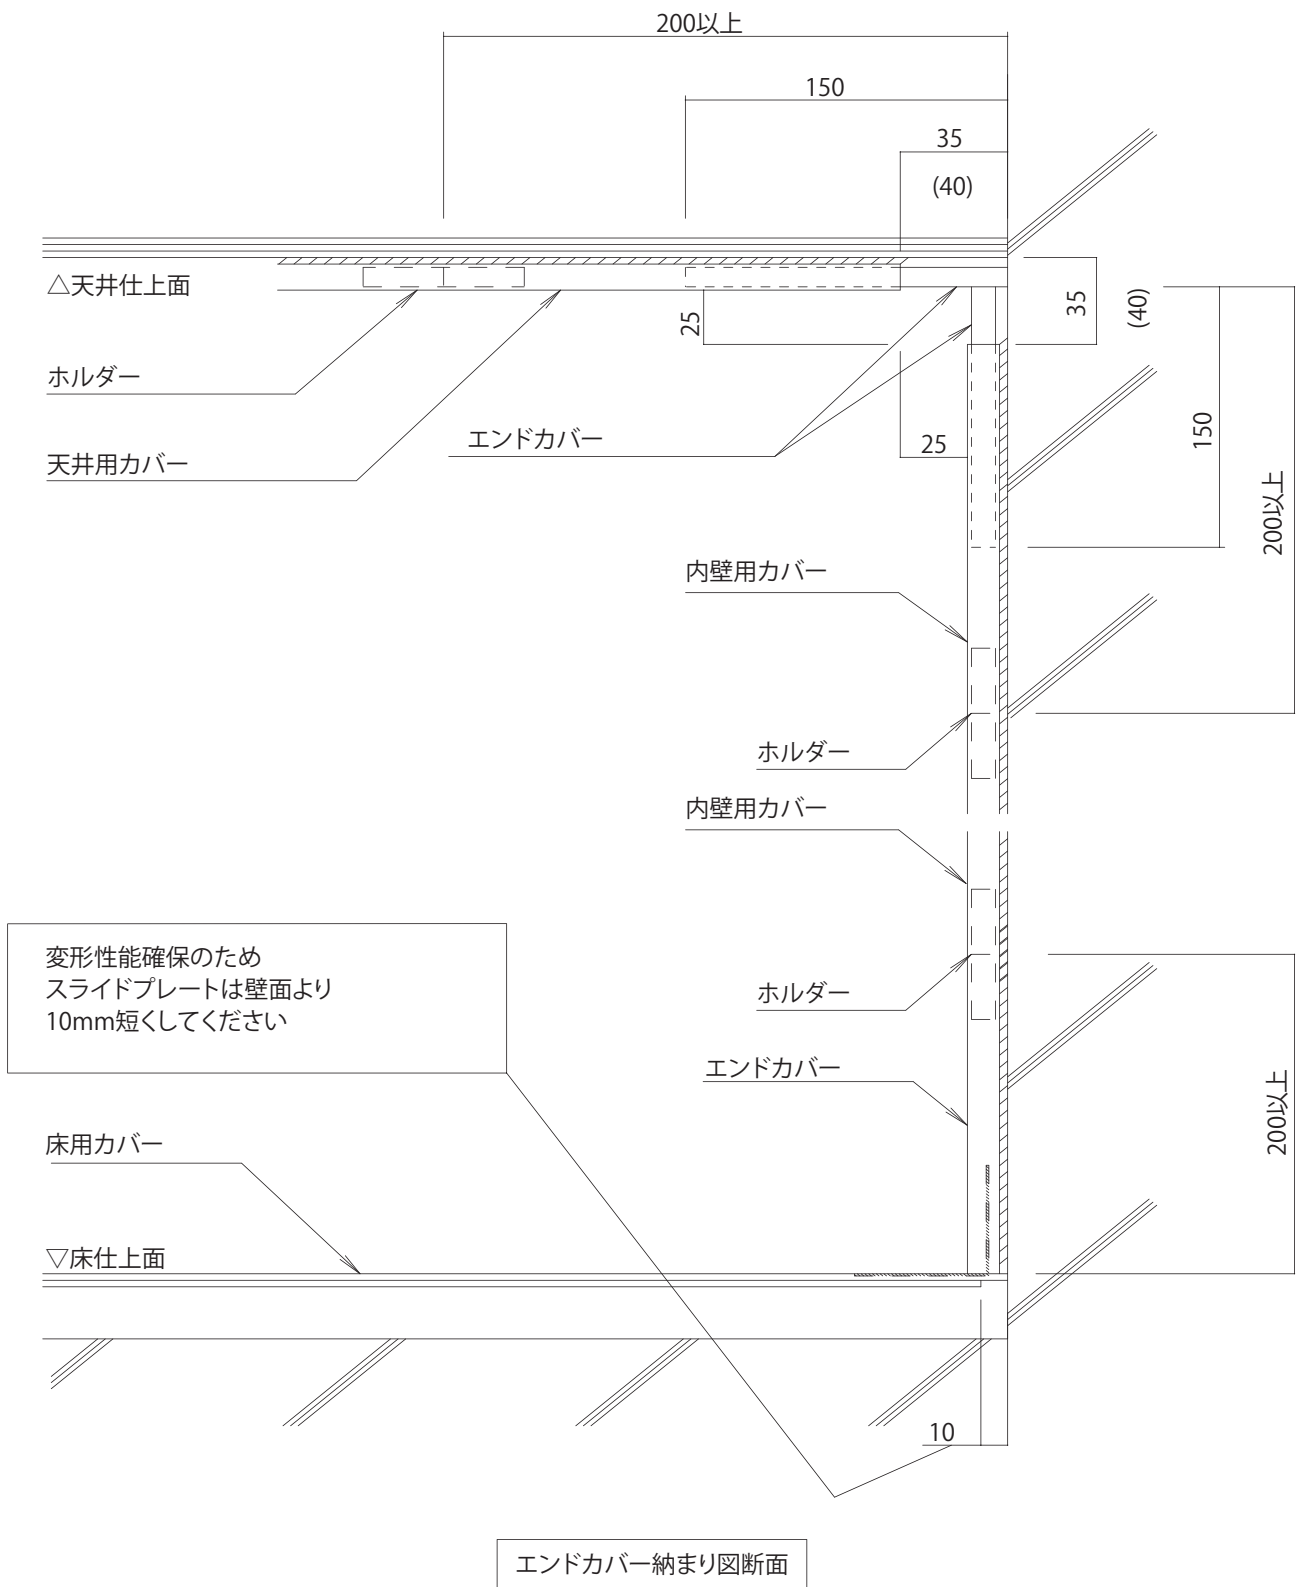 200以上
150
35
(40)
△天井仕上面
35
(40)
25
ホルダー
150
エンドカバー
25
天井用カバー
200以上
内壁用カバー
ホルダー
内壁用カバー
変形性能確保のため
スライドプレートは壁面より
10mm短くしてください
ホルダー
エンドカバー
200以上
床用カバー
▽床仕上面
10
エンドカバー納まり図断面